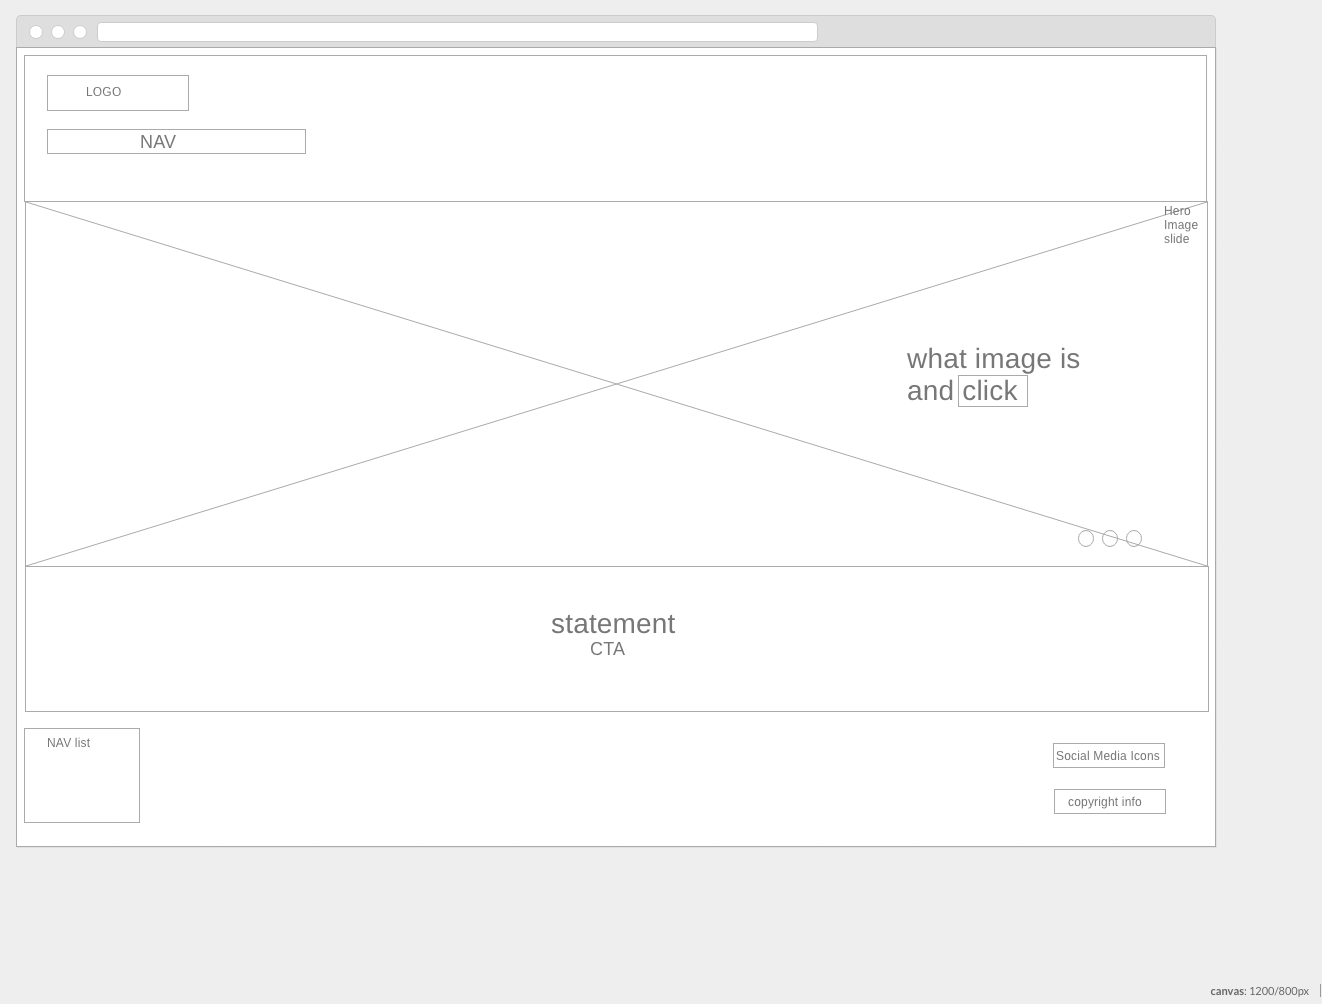 LOGO
NAV
Hero
Image
slide
what image is
and click
statement
CTA
NAV list
Social Media Icons
copyright info
canvas: 1200/800px